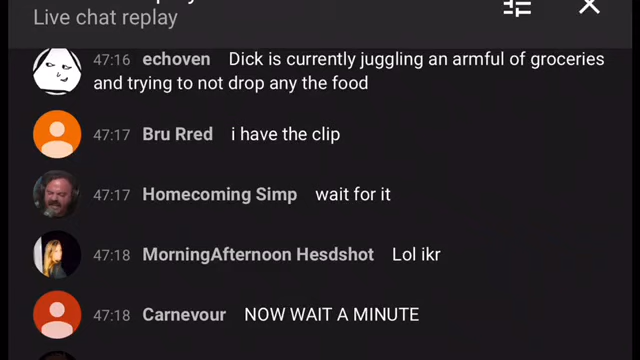 Live chat replay
47:16 echoven Dick is currently juggling an armful of groceries
and trying to not drop any the food
47:17 Bru Rred i have the clip
47:17 Homecoming Simp wait for it
47:18 MorningAfternoon Hesdshot Lol ikr
47:18 Carnevour NOW WAIT A MINUTE